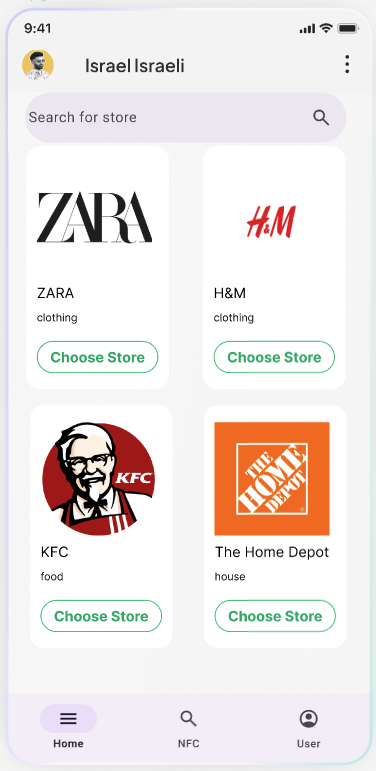 9:41
Israel Israeli
Search for store
ZARA
H&M
ZARA
H&M
clothing
clothing
Choose Store
Choose Store
KFC
THE
HOME
DEPOT
KFC
The Home Depot
food
house
Choose Store
Choose Store
Home
NFC
User